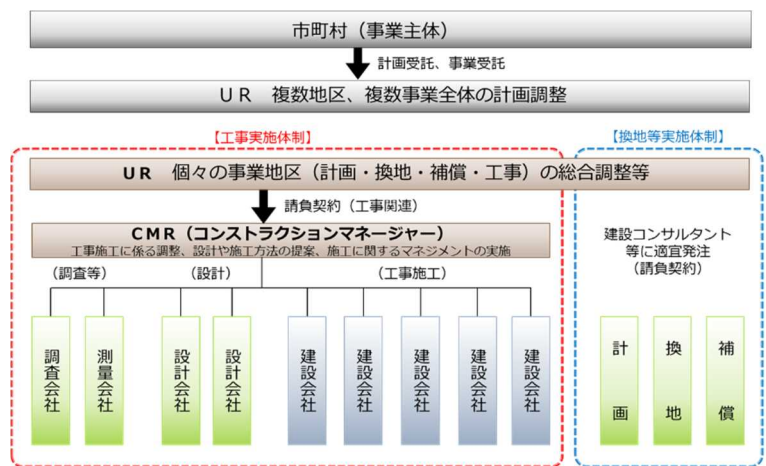 市町村（事業主体）
計画受託、事業受託
ＵＲ　複数地区、複数事業全体の計画調整
【工事実施体制】
【換地等実施体制】
ＵＲ　個々の事業地区（計画・換地・補償・工事）の総合調整等
請負契約（工事関連）
ＣＭＲ（コンストラクションマネージャー）
工事施工に係る調整、設計や施工方法の提案、施工に関するマネジメントの実施
（調査等）
（設計）
（工事施工）
建設コンサルタント
等に適宜発注
（請負契約）
調査会社
測量会社
設計会社
設計会社
建設会社
建設会社
建設会社
建設会社
建設会社
計画
換地
補償